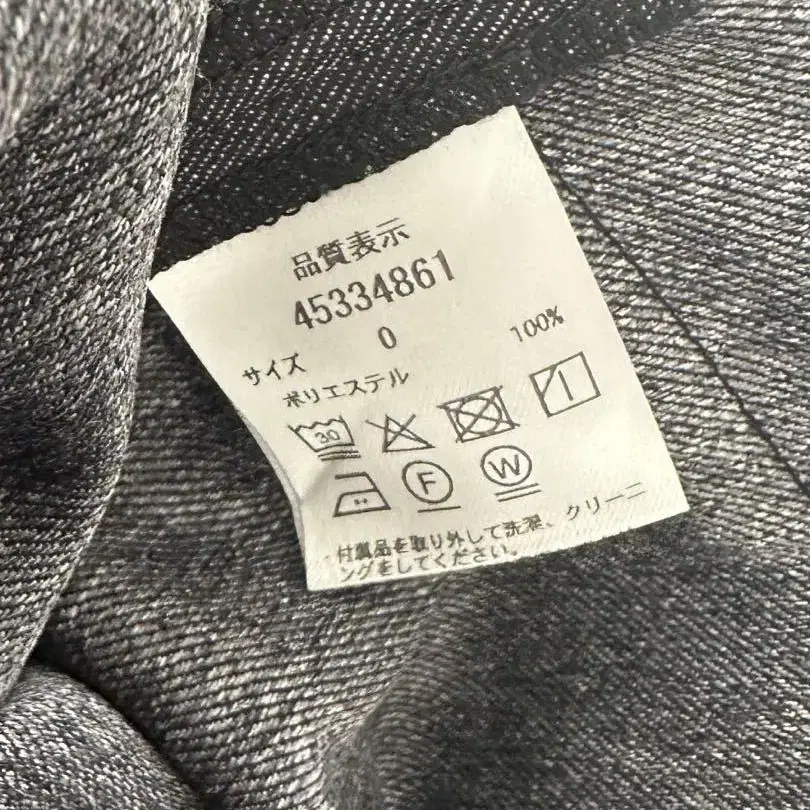 品質表示
45334861
サイズ 0
ポリエステル 100%
30
F W
付属品を取り外して洗濯、クリーニ
ングをしてください。